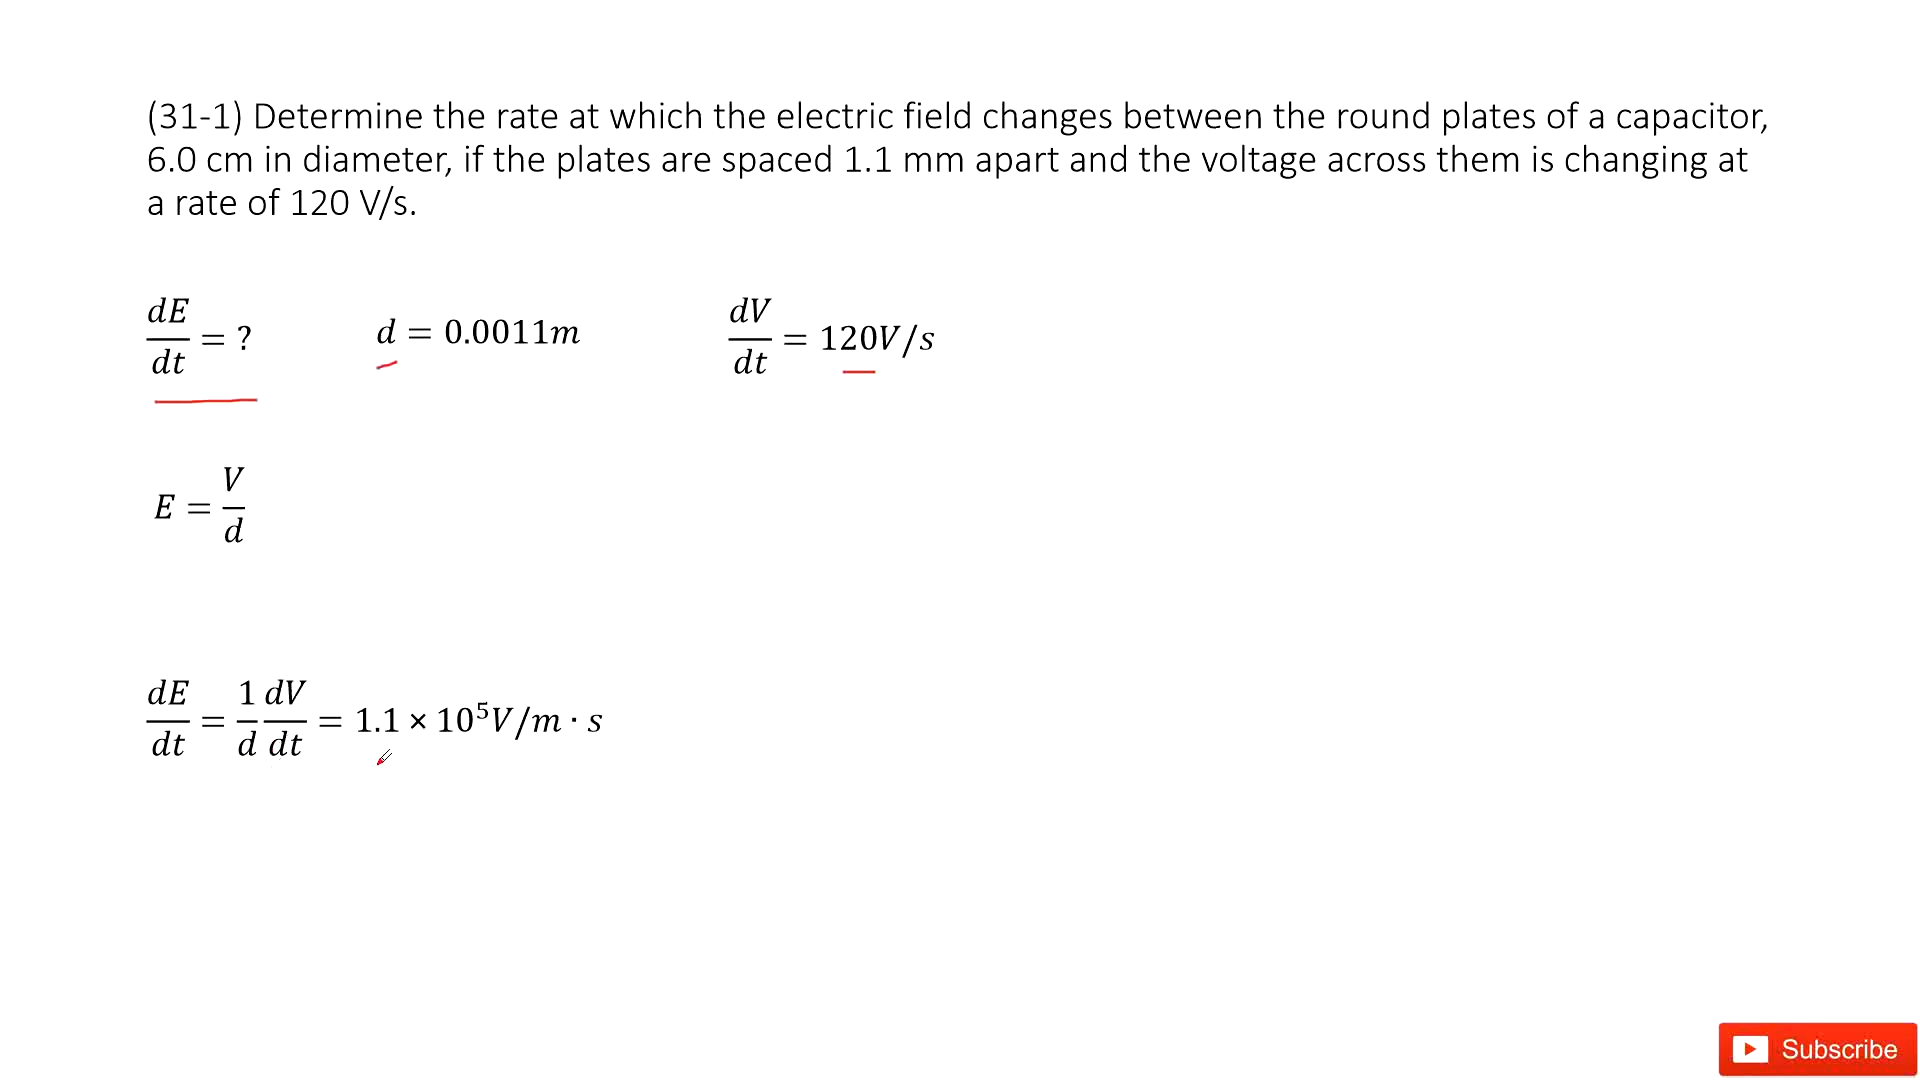 (31-1) Determine the rate at which the electric field changes between the round plates of a capacitor,
6.0 cm in diameter, if the plates are spaced 1.1 mm apart and the voltage across them is changing at
a rate of 120 V/s.
dE/dt = ? d = 0.0011m dV/dt = 120V/s
E = V/d
dE/dt = 1/d dV/dt = 1.1 × 10⁵V/m · s
Subscribe